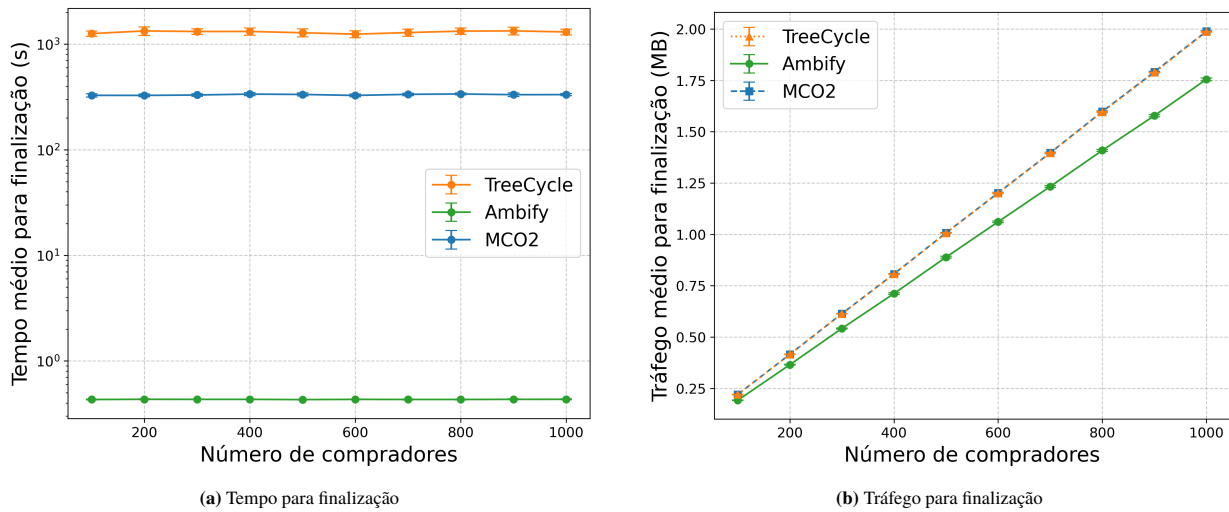 Tempo médio para finalização (s)
10³
10²
10¹
10⁰
TreeCycle
Ambify
MCO2
200
400
600
800
1000
Número de compradores
(a) Tempo para finalização
Tráfego médio para finalização (MB)
2.00
1.75
1.50
1.25
1.00
0.75
0.50
0.25
TreeCycle
Ambify
MCO2
200
400
600
800
1000
Número de compradores
(b) Tráfego para finalização